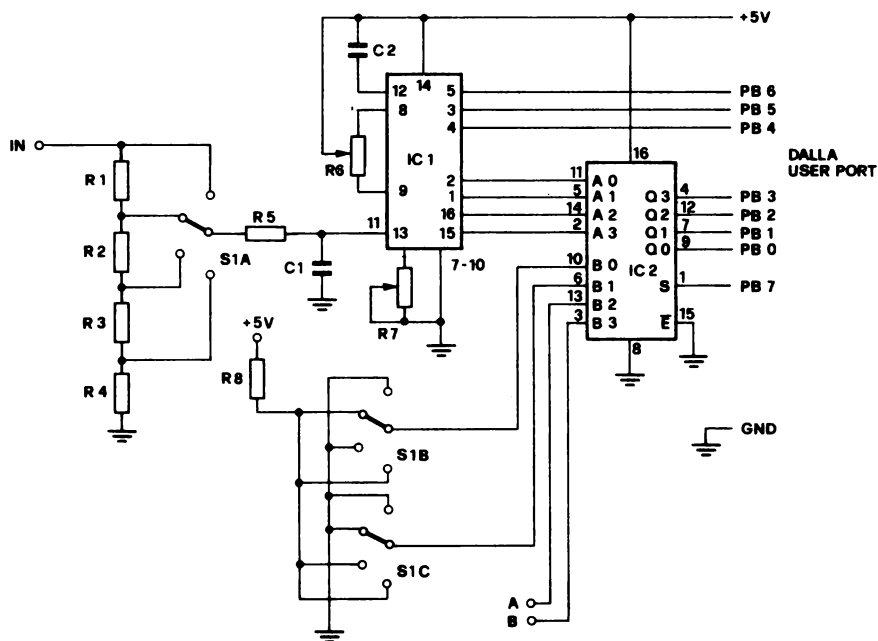 +5V
C2
14
12
8
5
3
4
PB 6
PB 5
PB 4
IN
IC 1
R6
16
DALLA
USER PORT
R1
9
2
1
16
15
11
5
14
2
A 0
A 1
A 2
A 3
Q3
Q2
Q1
Q0
4
12
7
9
PB 3
PB 2
PB 1
PB 0
R5
11
13
R2
S1A
C1
7-10
10
6
13
3
B 0
B 1
B 2
B 3
IC 2
S
1
PB 7
E
15
R7
8
R3
+5V
R4
R8
GND
S1B
S1C
A
B